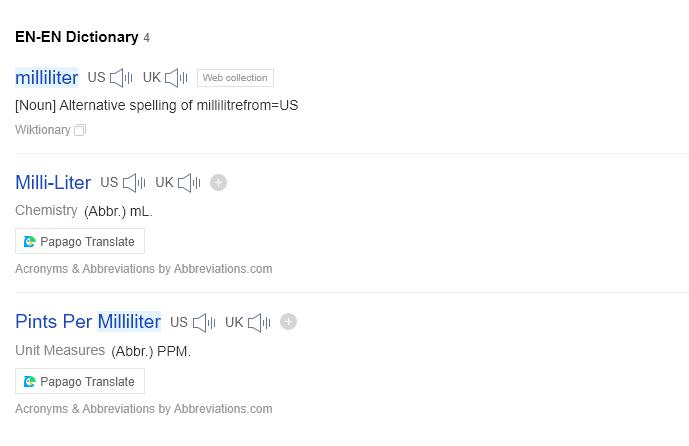 EN-EN Dictionary 4
milliliter US UK Web collection
[Noun] Alternative spelling of millilitrefrom=US
Wiktionary
Milli-Liter US UK
Chemistry (Abbr.) mL.
Papago Translate
Acronyms & Abbreviations by Abbreviations.com
Pints Per Milliliter US UK
Unit Measures (Abbr.) PPM.
Papago Translate
Acronyms & Abbreviations by Abbreviations.com